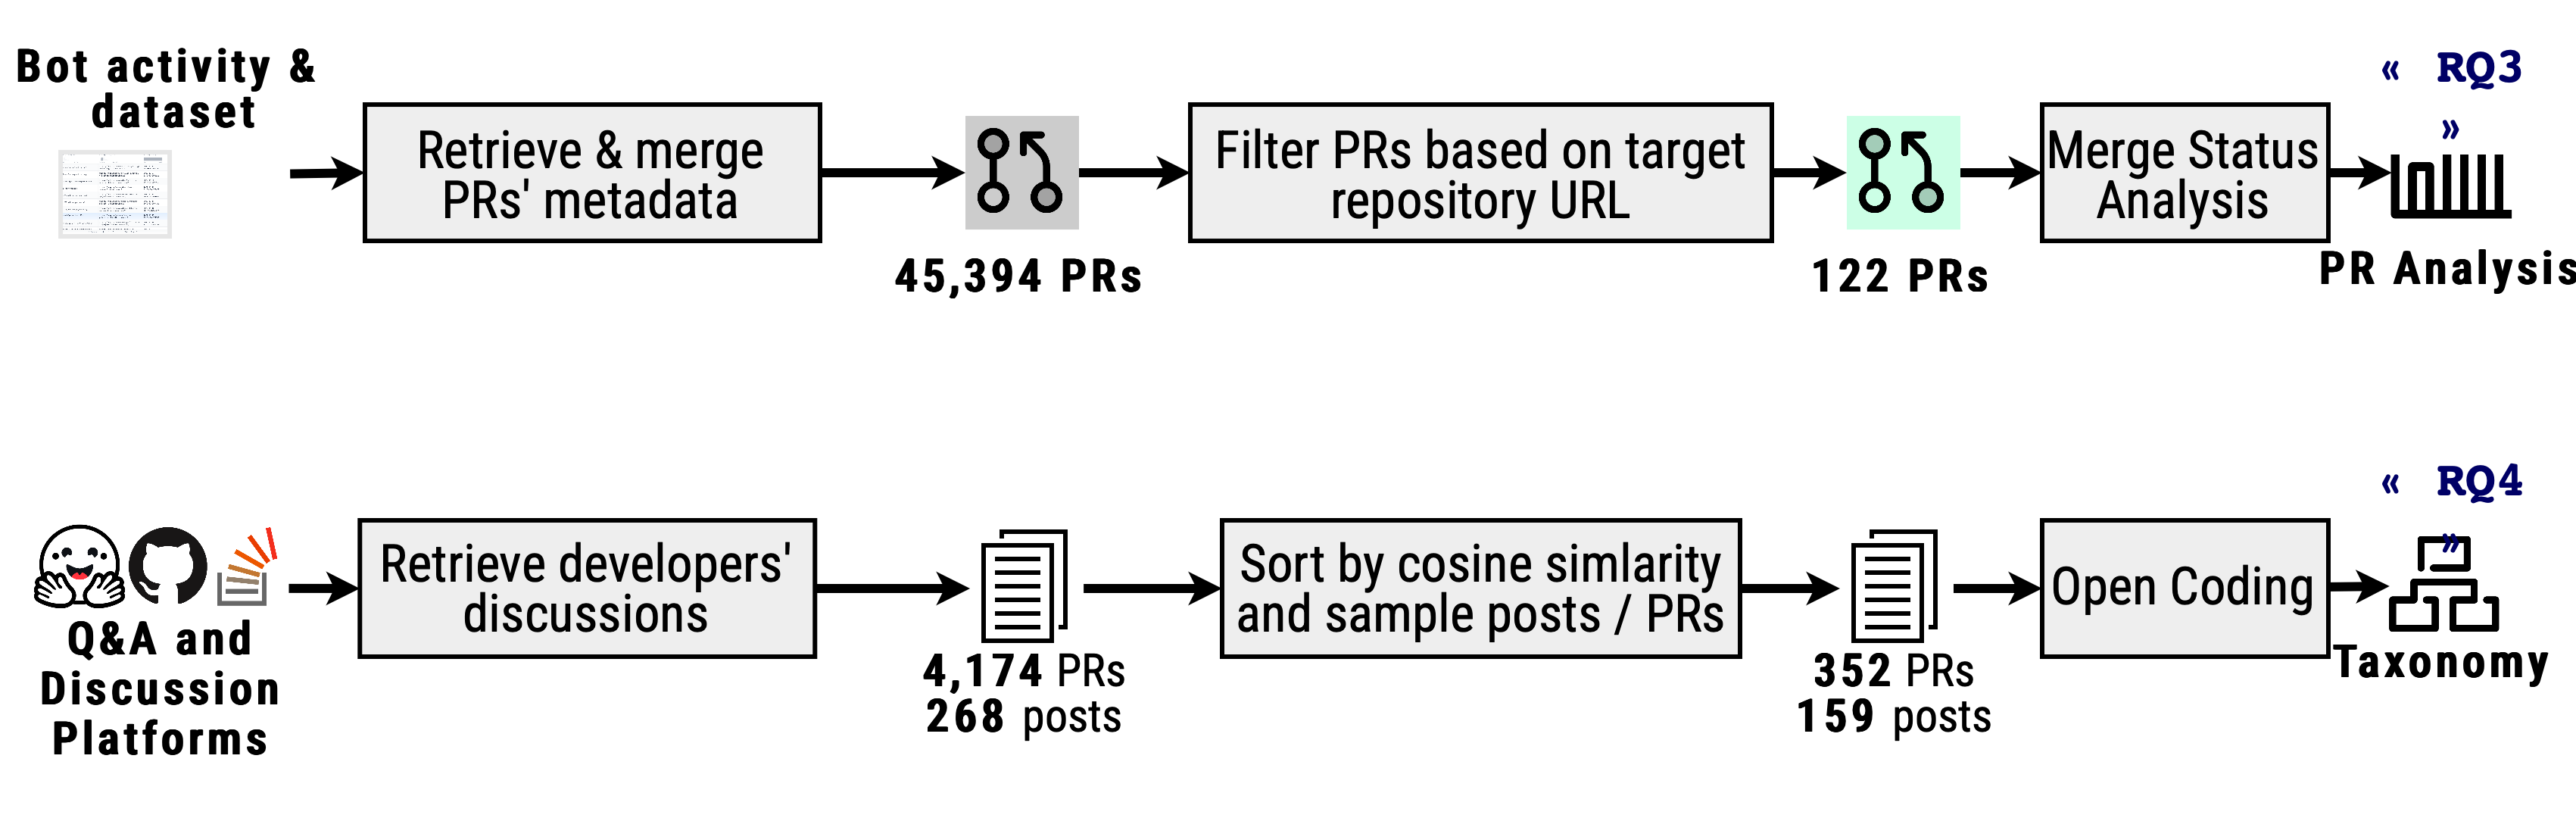 Bot activity &
dataset
Retrieve & merge
PRs' metadata
45,394 PRs
Filter PRs based on target
repository URL
122 PRs
Merge Status
Analysis
« RQ3
»
PR Analysis
Q&A and
Discussion
Platforms
Retrieve developers'
discussions
4,174 PRs
268 posts
Sort by cosine simlarity
and sample posts / PRs
352 PRs
159 posts
Open Coding
« RQ4
»
Taxonomy